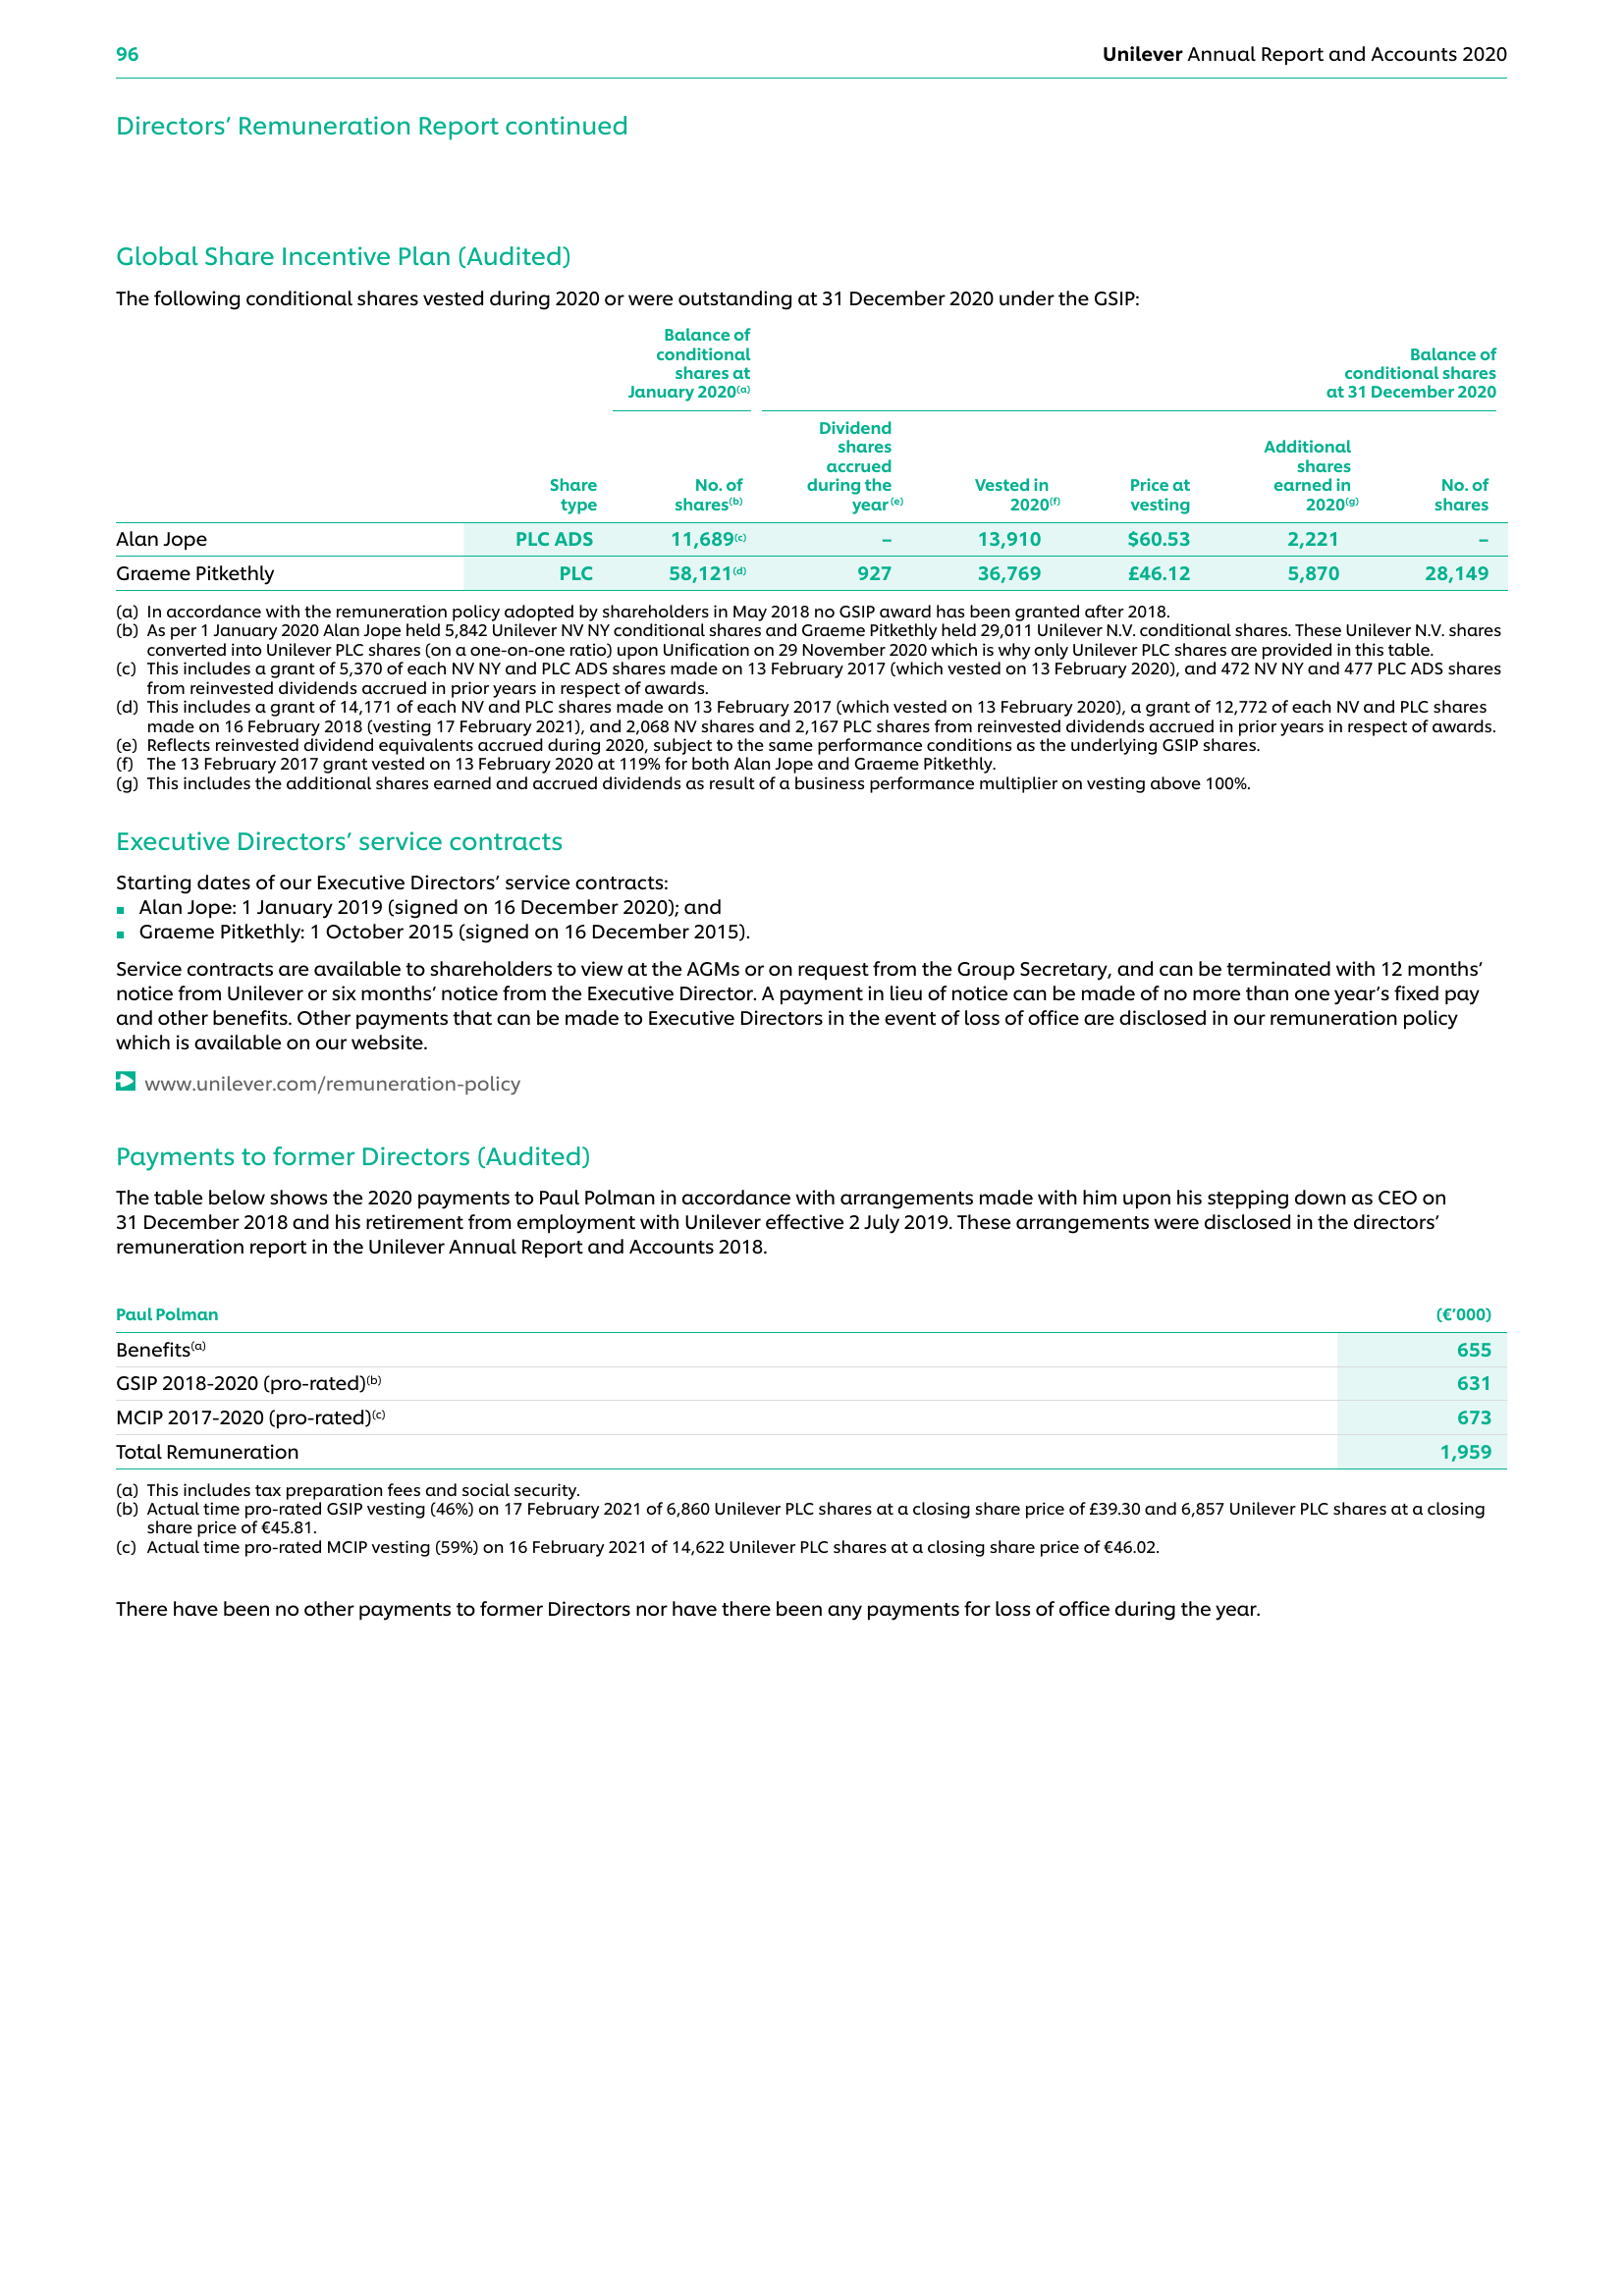 96
Unilever Annual Report and Accounts 2020
Directors’ Remuneration Report continued
Global Share Incentive Plan (Audited)
The following conditional shares vested during 2020 or were outstanding at 31 December 2020 under the GSIP:
Balance of
conditional
shares at
January 2020(a)
Balance of
conditional shares
at 31 December 2020
Share
type
No. of
shares(b)
Dividend
shares
accrued
during the
year(e)
Vested in
2020(f)
Price at
vesting
Additional
shares
earned in
2020(g)
No. of
shares
Alan Jope PLC ADS 11,689(c) – 13,910 $60.53 2,221 –
Graeme Pitkethly PLC 58,121(d) 927 36,769 £46.12 5,870 28,149
(a) In accordance with the remuneration policy adopted by shareholders in May 2018 no GSIP award has been granted after 2018.
(b) As per 1 January 2020 Alan Jope held 5,842 Unilever NV NY conditional shares and Graeme Pitkethly held 29,011 Unilever N.V. conditional shares. These Unilever N.V. shares
converted into Unilever PLC shares (on a one-on-one ratio) upon Unification on 29 November 2020 which is why only Unilever PLC shares are provided in this table.
(c) This includes a grant of 5,370 of each NV NY and PLC ADS shares made on 13 February 2017 (which vested on 13 February 2020), and 472 NV NY and 477 PLC ADS shares
from reinvested dividends accrued in prior years in respect of awards.
(d) This includes a grant of 14,171 of each NV and PLC shares made on 13 February 2017 (which vested on 13 February 2020), a grant of 12,772 of each NV and PLC shares
made on 16 February 2018 (vesting 17 February 2021), and 2,068 NV shares and 2,167 PLC shares from reinvested dividends accrued in prior years in respect of awards.
(e) Reflects reinvested dividend equivalents accrued during 2020, subject to the same performance conditions as the underlying GSIP shares.
(f) The 13 February 2017 grant vested on 13 February 2020 at 119% for both Alan Jope and Graeme Pitkethly.
(g) This includes the additional shares earned and accrued dividends as result of a business performance multiplier on vesting above 100%.
Executive Directors’ service contracts
Starting dates of our Executive Directors’ service contracts:
▪ Alan Jope: 1 January 2019 (signed on 16 December 2020); and
▪ Graeme Pitkethly: 1 October 2015 (signed on 16 December 2015).
Service contracts are available to shareholders to view at the AGMs or on request from the Group Secretary, and can be terminated with 12 months’
notice from Unilever or six months’ notice from the Executive Director. A payment in lieu of notice can be made of no more than one year’s fixed pay
and other benefits. Other payments that can be made to Executive Directors in the event of loss of office are disclosed in our remuneration policy
which is available on our website.
www.unilever.com/remuneration-policy
Payments to former Directors (Audited)
The table below shows the 2020 payments to Paul Polman in accordance with arrangements made with him upon his stepping down as CEO on
31 December 2018 and his retirement from employment with Unilever effective 2 July 2019. These arrangements were disclosed in the directors’
remuneration report in the Unilever Annual Report and Accounts 2018.
Paul Polman (€’000)
Benefits(a) 655
GSIP 2018-2020 (pro-rated)(b) 631
MCIP 2017-2020 (pro-rated)(c) 673
Total Remuneration 1,959
(a) This includes tax preparation fees and social security.
(b) Actual time pro-rated GSIP vesting (46%) on 17 February 2021 of 6,860 Unilever PLC shares at a closing share price of £39.30 and 6,857 Unilever PLC shares at a closing
share price of €45.81.
(c) Actual time pro-rated MCIP vesting (59%) on 16 February 2021 of 14,622 Unilever PLC shares at a closing share price of €46.02.
There have been no other payments to former Directors nor have there been any payments for loss of office during the year.